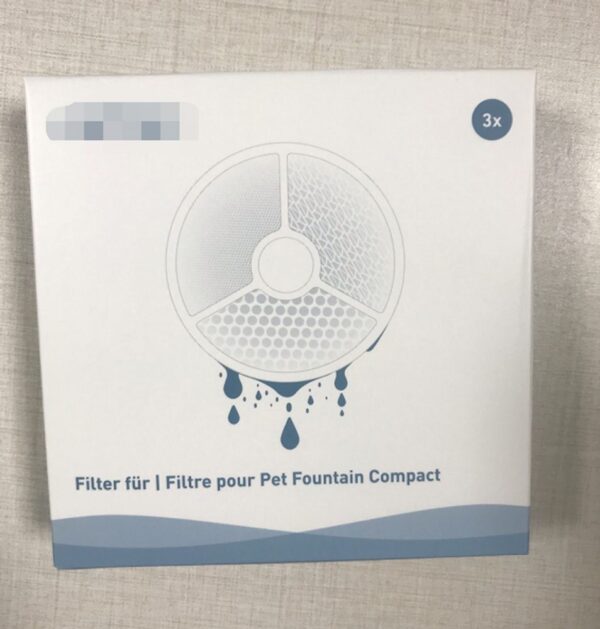 3x
Filter für | Filtre pour Pet Fountain Compact